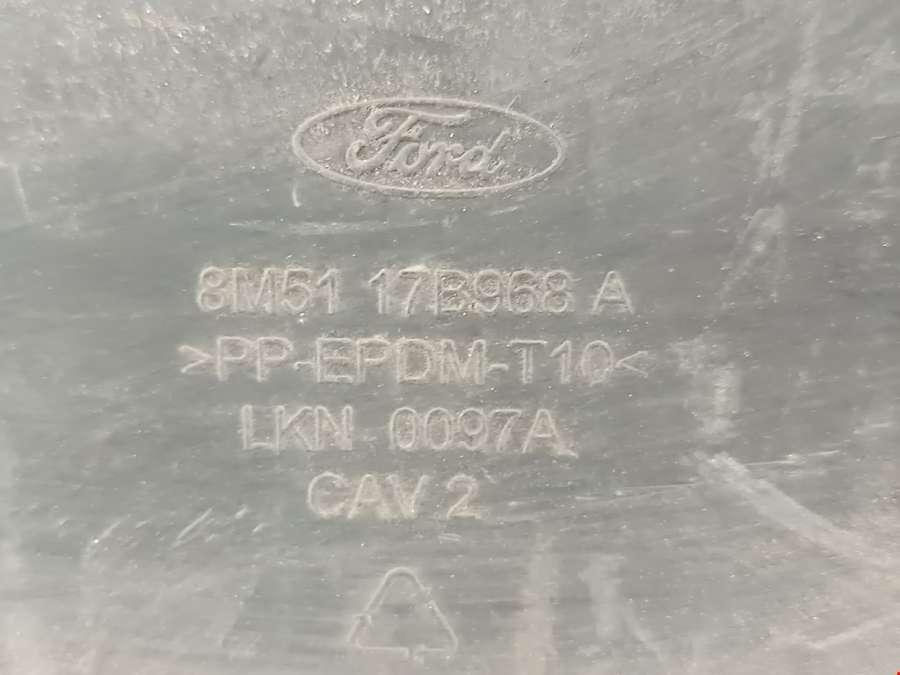 Ford
8M51 17B968 A
>PP-EPDM-T10<
LKN 0097A
CAV 2